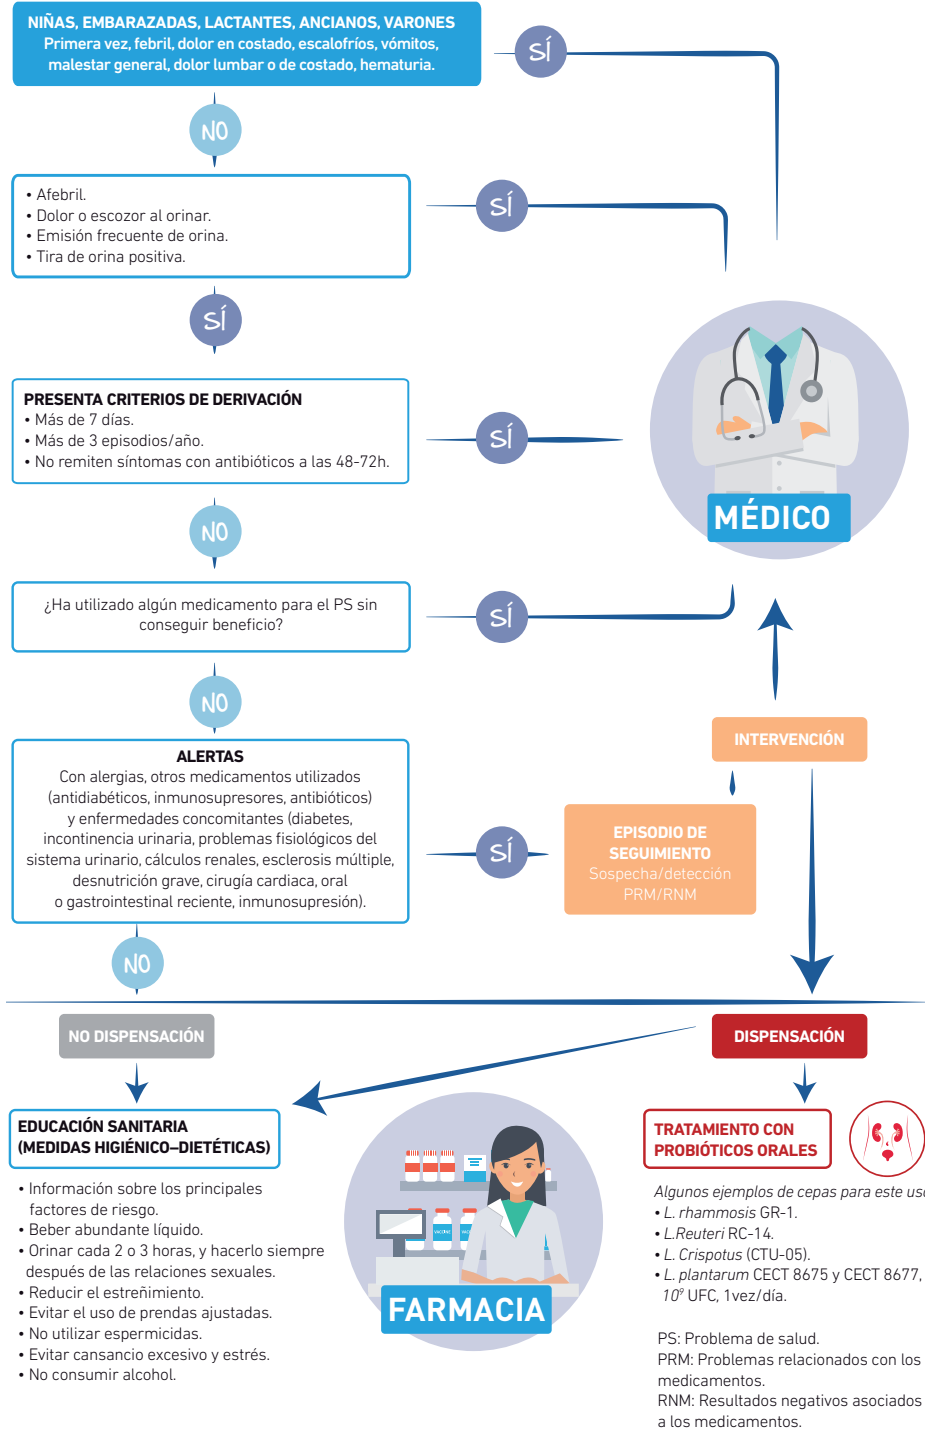 NIÑAS, EMBARAZADAS, LACTANTES, ANCIANOS, VARONES
Primera vez, febril, dolor en costado, escalofríos, vómitos,
malestar general, dolor lumbar o de costado, hematuria.
SÍ
NO
• Afebril.
• Dolor o escozor al orinar.
• Emisión frecuente de orina.
• Tira de orina positiva.
SÍ
SÍ
PRESENTA CRITERIOS DE DERIVACIÓN
• Más de 7 días.
• Más de 3 episodios/año.
• No remiten síntomas con antibióticos a las 48-72h.
SÍ
MÉDICO
NO
¿Ha utilizado algún medicamento para el PS sin
conseguir beneficio?
SÍ
NO
INTERVENCIÓN
ALERTAS
Con alergias, otros medicamentos utilizados
(antidiabéticos, inmunosupresores, antibióticos)
y enfermedades concomitantes (diabetes,
incontinencia urinaria, problemas fisiológicos del
sistema urinario, cálculos renales, esclerosis múltiple,
desnutrición grave, cirugía cardiaca, oral
o gastrointestinal reciente, inmunosupresión).
SÍ
EPISODIO DE
SEGUIMIENTO
Sospecha/detección
PRM/RNM
NO
NO DISPENSACIÓN
DISPENSACIÓN
EDUCACIÓN SANITARIA
(MEDIDAS HIGIÉNICO–DIETÉTICAS)
• Información sobre los principales
factores de riesgo.
• Beber abundante líquido.
• Orinar cada 2 o 3 horas, y hacerlo siempre
después de las relaciones sexuales.
• Reducir el estreñimiento.
• Evitar el uso de prendas ajustadas.
• No utilizar espermicidas.
• Evitar cansancio excesivo y estrés.
• No consumir alcohol.
VACCINE
FARMACIA
TRATAMIENTO CON
PROBIÓTICOS ORALES
Algunos ejemplos de cepas para este uso
• L. rhammosis GR-1.
• L.Reuteri RC-14.
• L. Crispotus (CTU-05).
• L. plantarum CECT 8675 y CECT 8677,
10⁹ UFC, 1vez/día.
PS: Problema de salud.
PRM: Problemas relacionados con los
medicamentos.
RNM: Resultados negativos asociados
a los medicamentos.